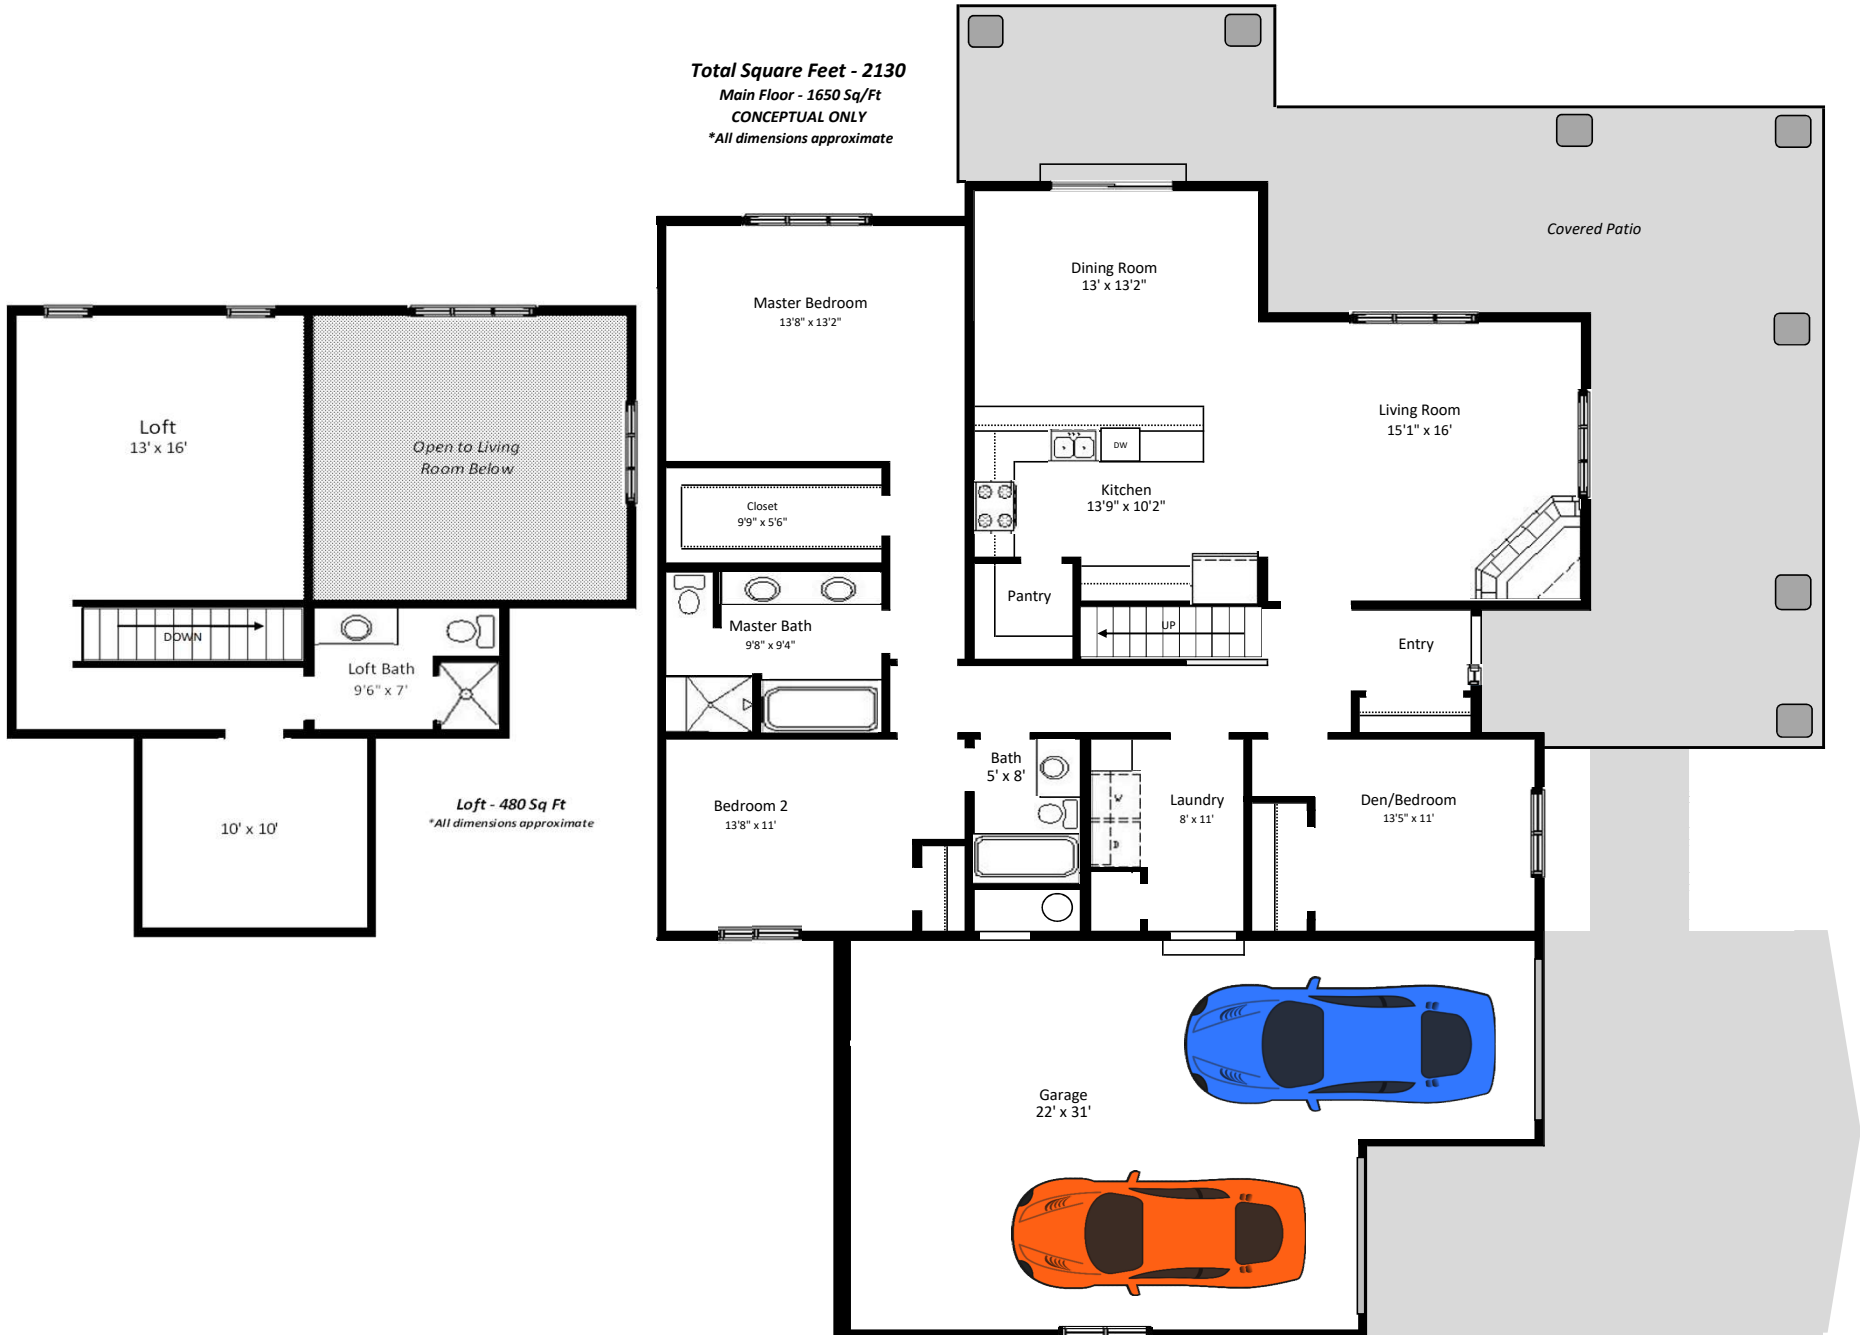 Total Square Feet - 2130
Main Floor - 1650 Sq/Ft
CONCEPTUAL ONLY
*All dimensions approximate
Covered Patio
Dining Room
13' x 13'2"
Master Bedroom
13'8" x 13'2"
Living Room
15'1" x 16'
Loft
13' x 16'
Open to Living
Room Below
DW
Kitchen
13'9" x 10'2"
Closet
9'9" x 5'6"
Pantry
Master Bath
9'8" x 9'4"
UP
Entry
DOWN
Loft Bath
9'6" x 7'
Bath
5' x 8'
Bedroom 2
13'8" x 11'
W
D
Laundry
8' x 11'
Den/Bedroom
13'5" x 11'
Loft - 480 Sq Ft
*All dimensions approximate
10' x 10'
Garage
22' x 31'